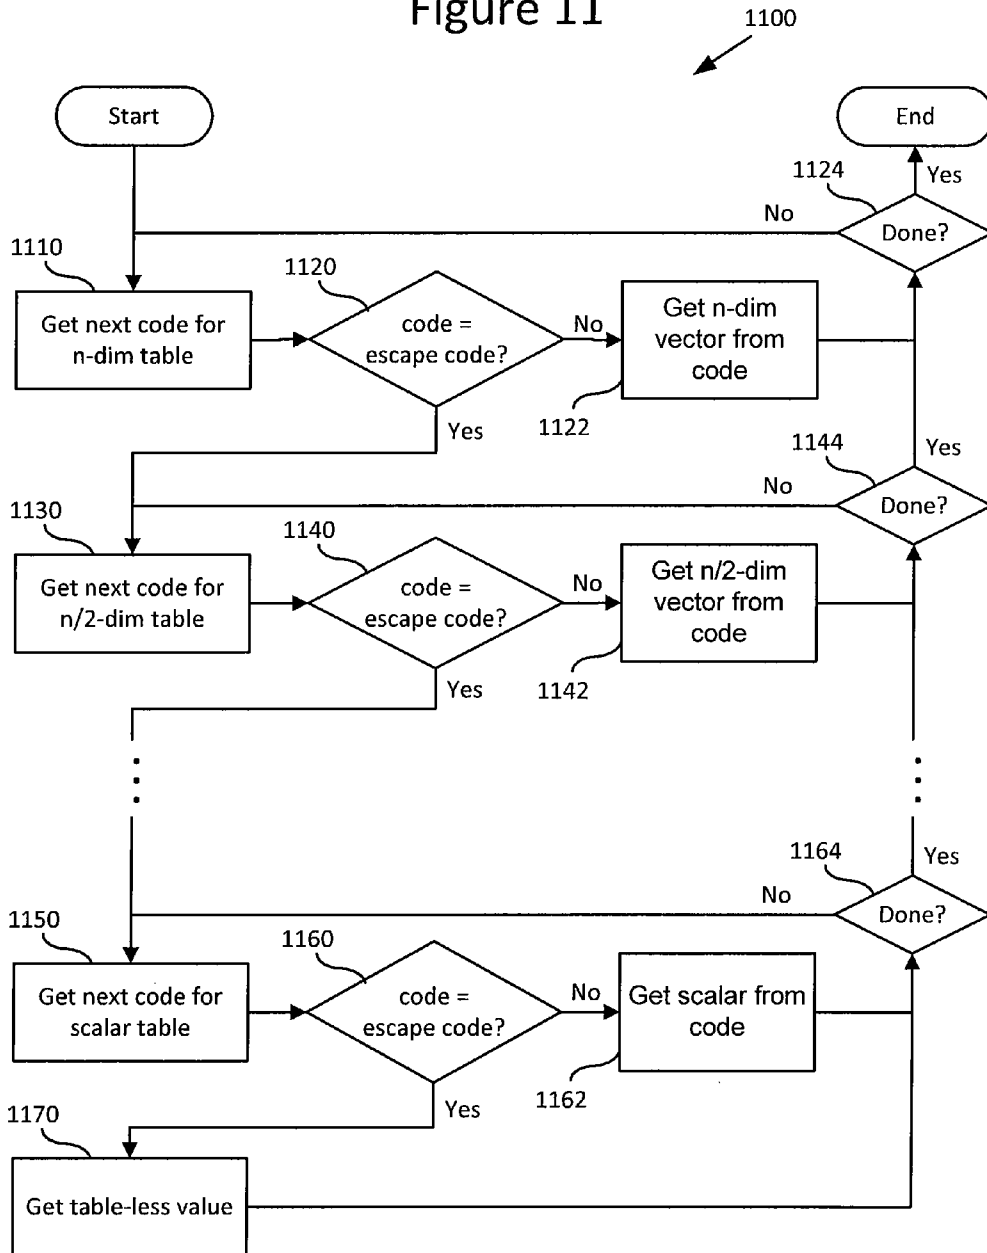 Figure 11
1100
Start
End
1124
Yes
No
Done?
1110
1120
Get next code for
n-dim table
code =
escape code?
No
Get n-dim
vector from
code
1122
Yes
1144
Yes
No
Done?
1130
1140
Get next code for
n/2-dim table
code =
escape code?
No
Get n/2-dim
vector from
code
1142
Yes
1164
Yes
No
Done?
1150
1160
Get next code for
scalar table
code =
escape code?
No
Get scalar from
code
1162
Yes
1170
Get table-less value